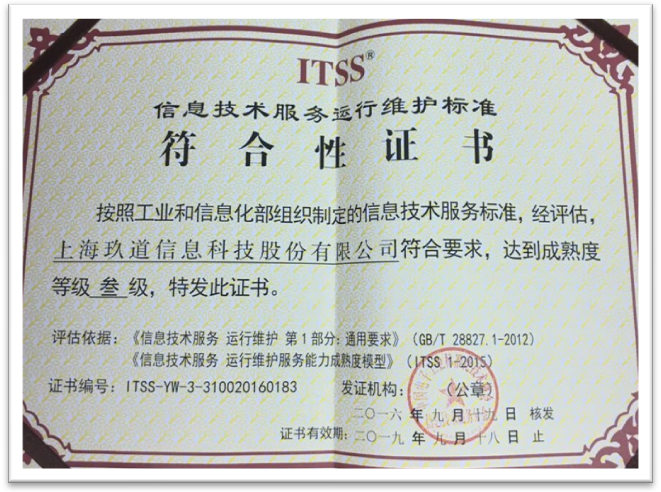 ITSS®
信息技术服务运行维护标准
符合性证书
按照工业和信息化部组织制定的信息技术服务标准，经评估，
上海玖道信息科技股份有限公司符合要求，达到成熟度
等级 叁 级，特发此证书。
评估依据：《信息技术服务 运行维护 第1部分：通用要求》（GB/T 28827.1-2012）
《信息技术服务 运行维护服务能力成熟度模型》（ITSS 1-2015）
证书编号：ITSS-YW-3-310020160183 发证机构：（公章）
二〇一六 年 九 月 十九 日 核发
证书有效期：二〇一九 年 九 月 十八 日 止